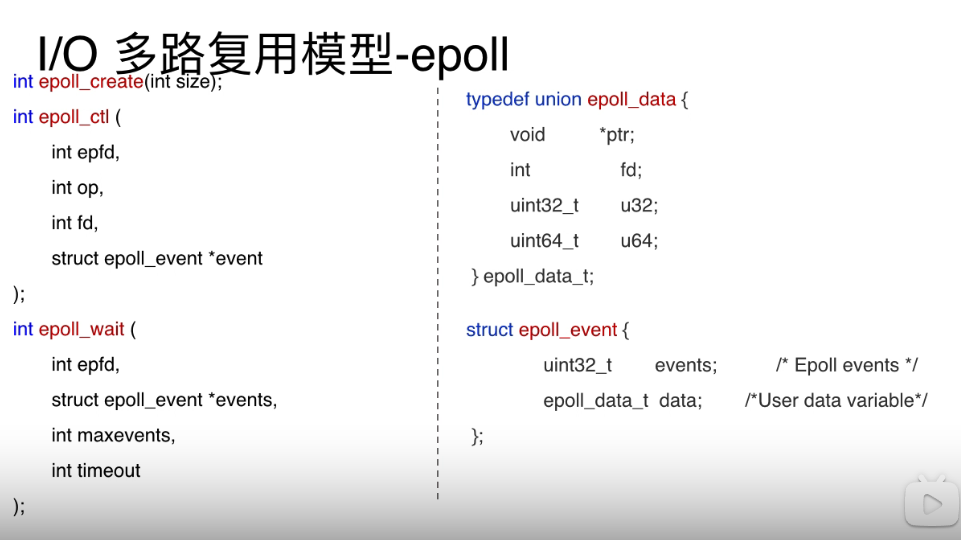 I/O 多路复用模型-epoll
int epoll_create(int size);
int epoll_ctl (
int epfd,
int op,
int fd,
struct epoll_event *event
);
int epoll_wait (
int epfd,
struct epoll_event *events,
int maxevents,
int timeout
);
typedef union epoll_data {
void *ptr;
int fd;
uint32_t u32;
uint64_t u64;
} epoll_data_t;
struct epoll_event {
uint32_t events; /* Epoll events */
epoll_data_t data; /*User data variable*/
};